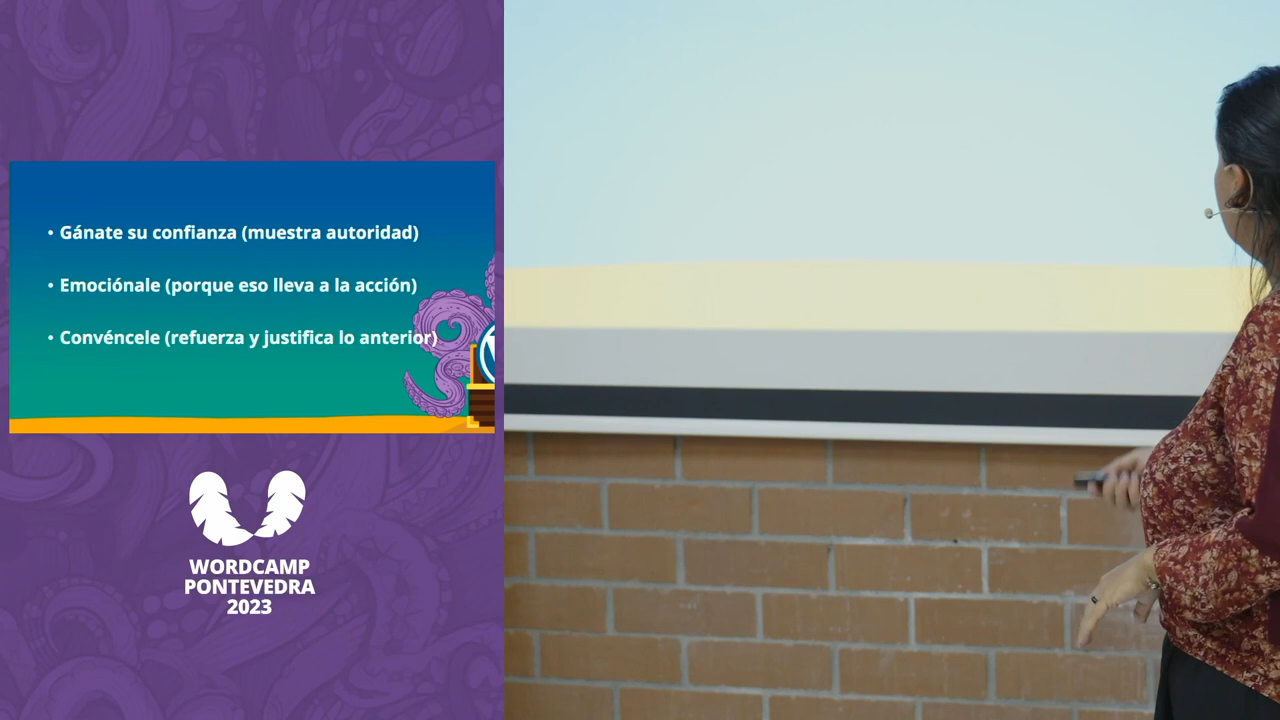 • Gánate su confianza (muestra autoridad)
• Emociónale (porque eso lleva a la acción)
• Convéncele (refuerza y justifica lo anterior)
WORDCAMP
PONTEVEDRA
2023